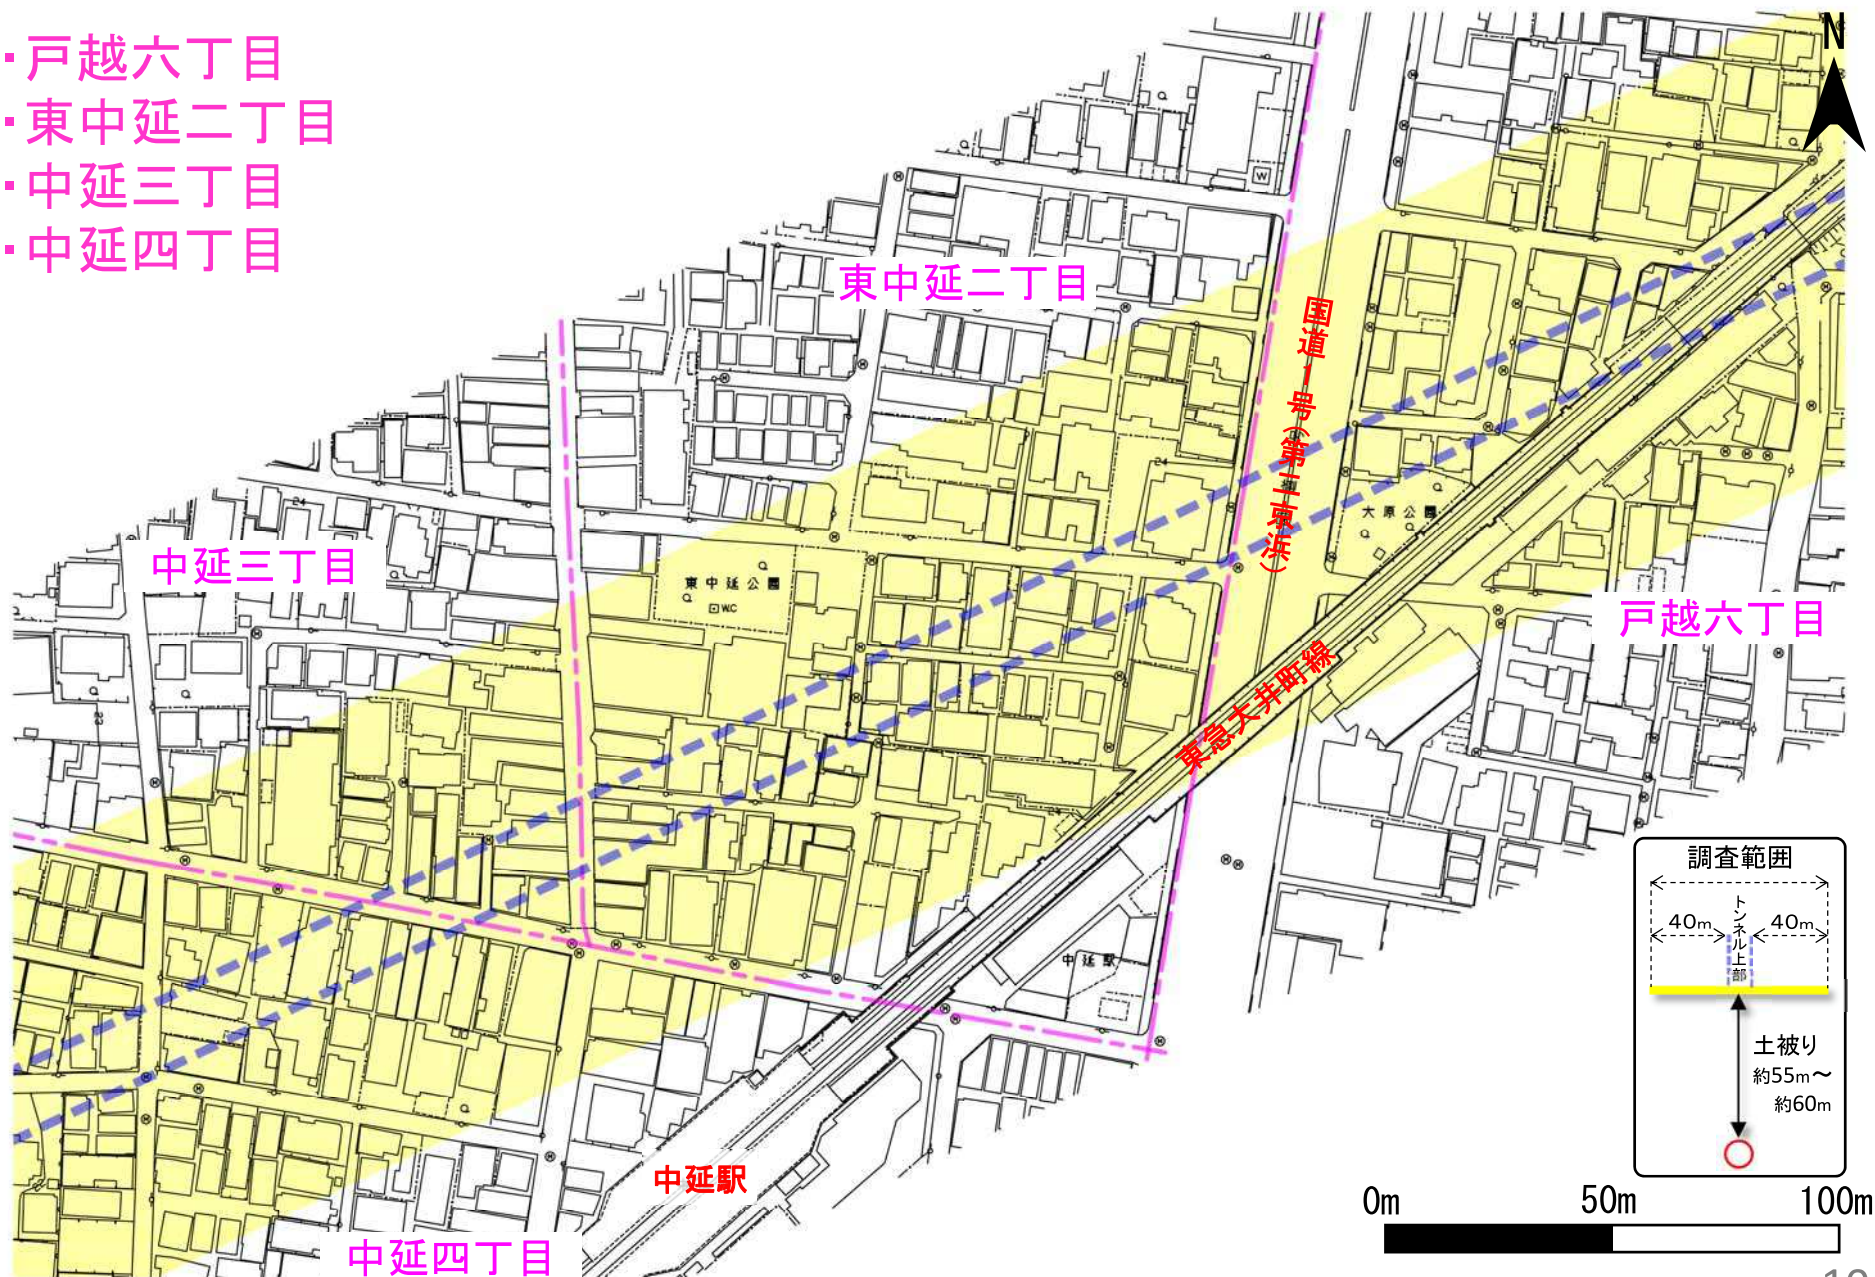 ・戸越六丁目
・東中延二丁目
・中延三丁目
・中延四丁目
N
W
東中延二丁目
国道1号(第二京浜)
24
大原公園
24
中延三丁目
東中延公園
WC
戸越六丁目
東急大井町線
23
24
中延駅
中延駅
中延四丁目
調査範囲
40m
トンネル上部
40m
土被り
約55m～
約60m
0m
50m
100m